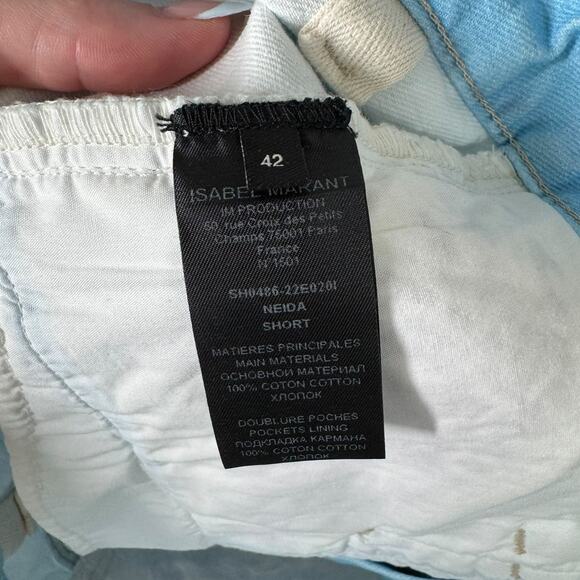 42
ISABEL MARANT
IM PRODUCTION
50, rue Croix des Petits
Champs 75001 Paris
France
N°1501
SH0486-22E020I
NEIDA
SHORT
MATIERES PRINCIPALES
MAIN MATERIALS
ОСНОВНОЙ МАТЕРИАЛ
100% COTON COTTON
ХЛОПОК
DOUBLURE POCHES
POCKETS LINING
ПОДКЛАДКА КАРМАНА
100% COTON COTTON
ХЛОПОК